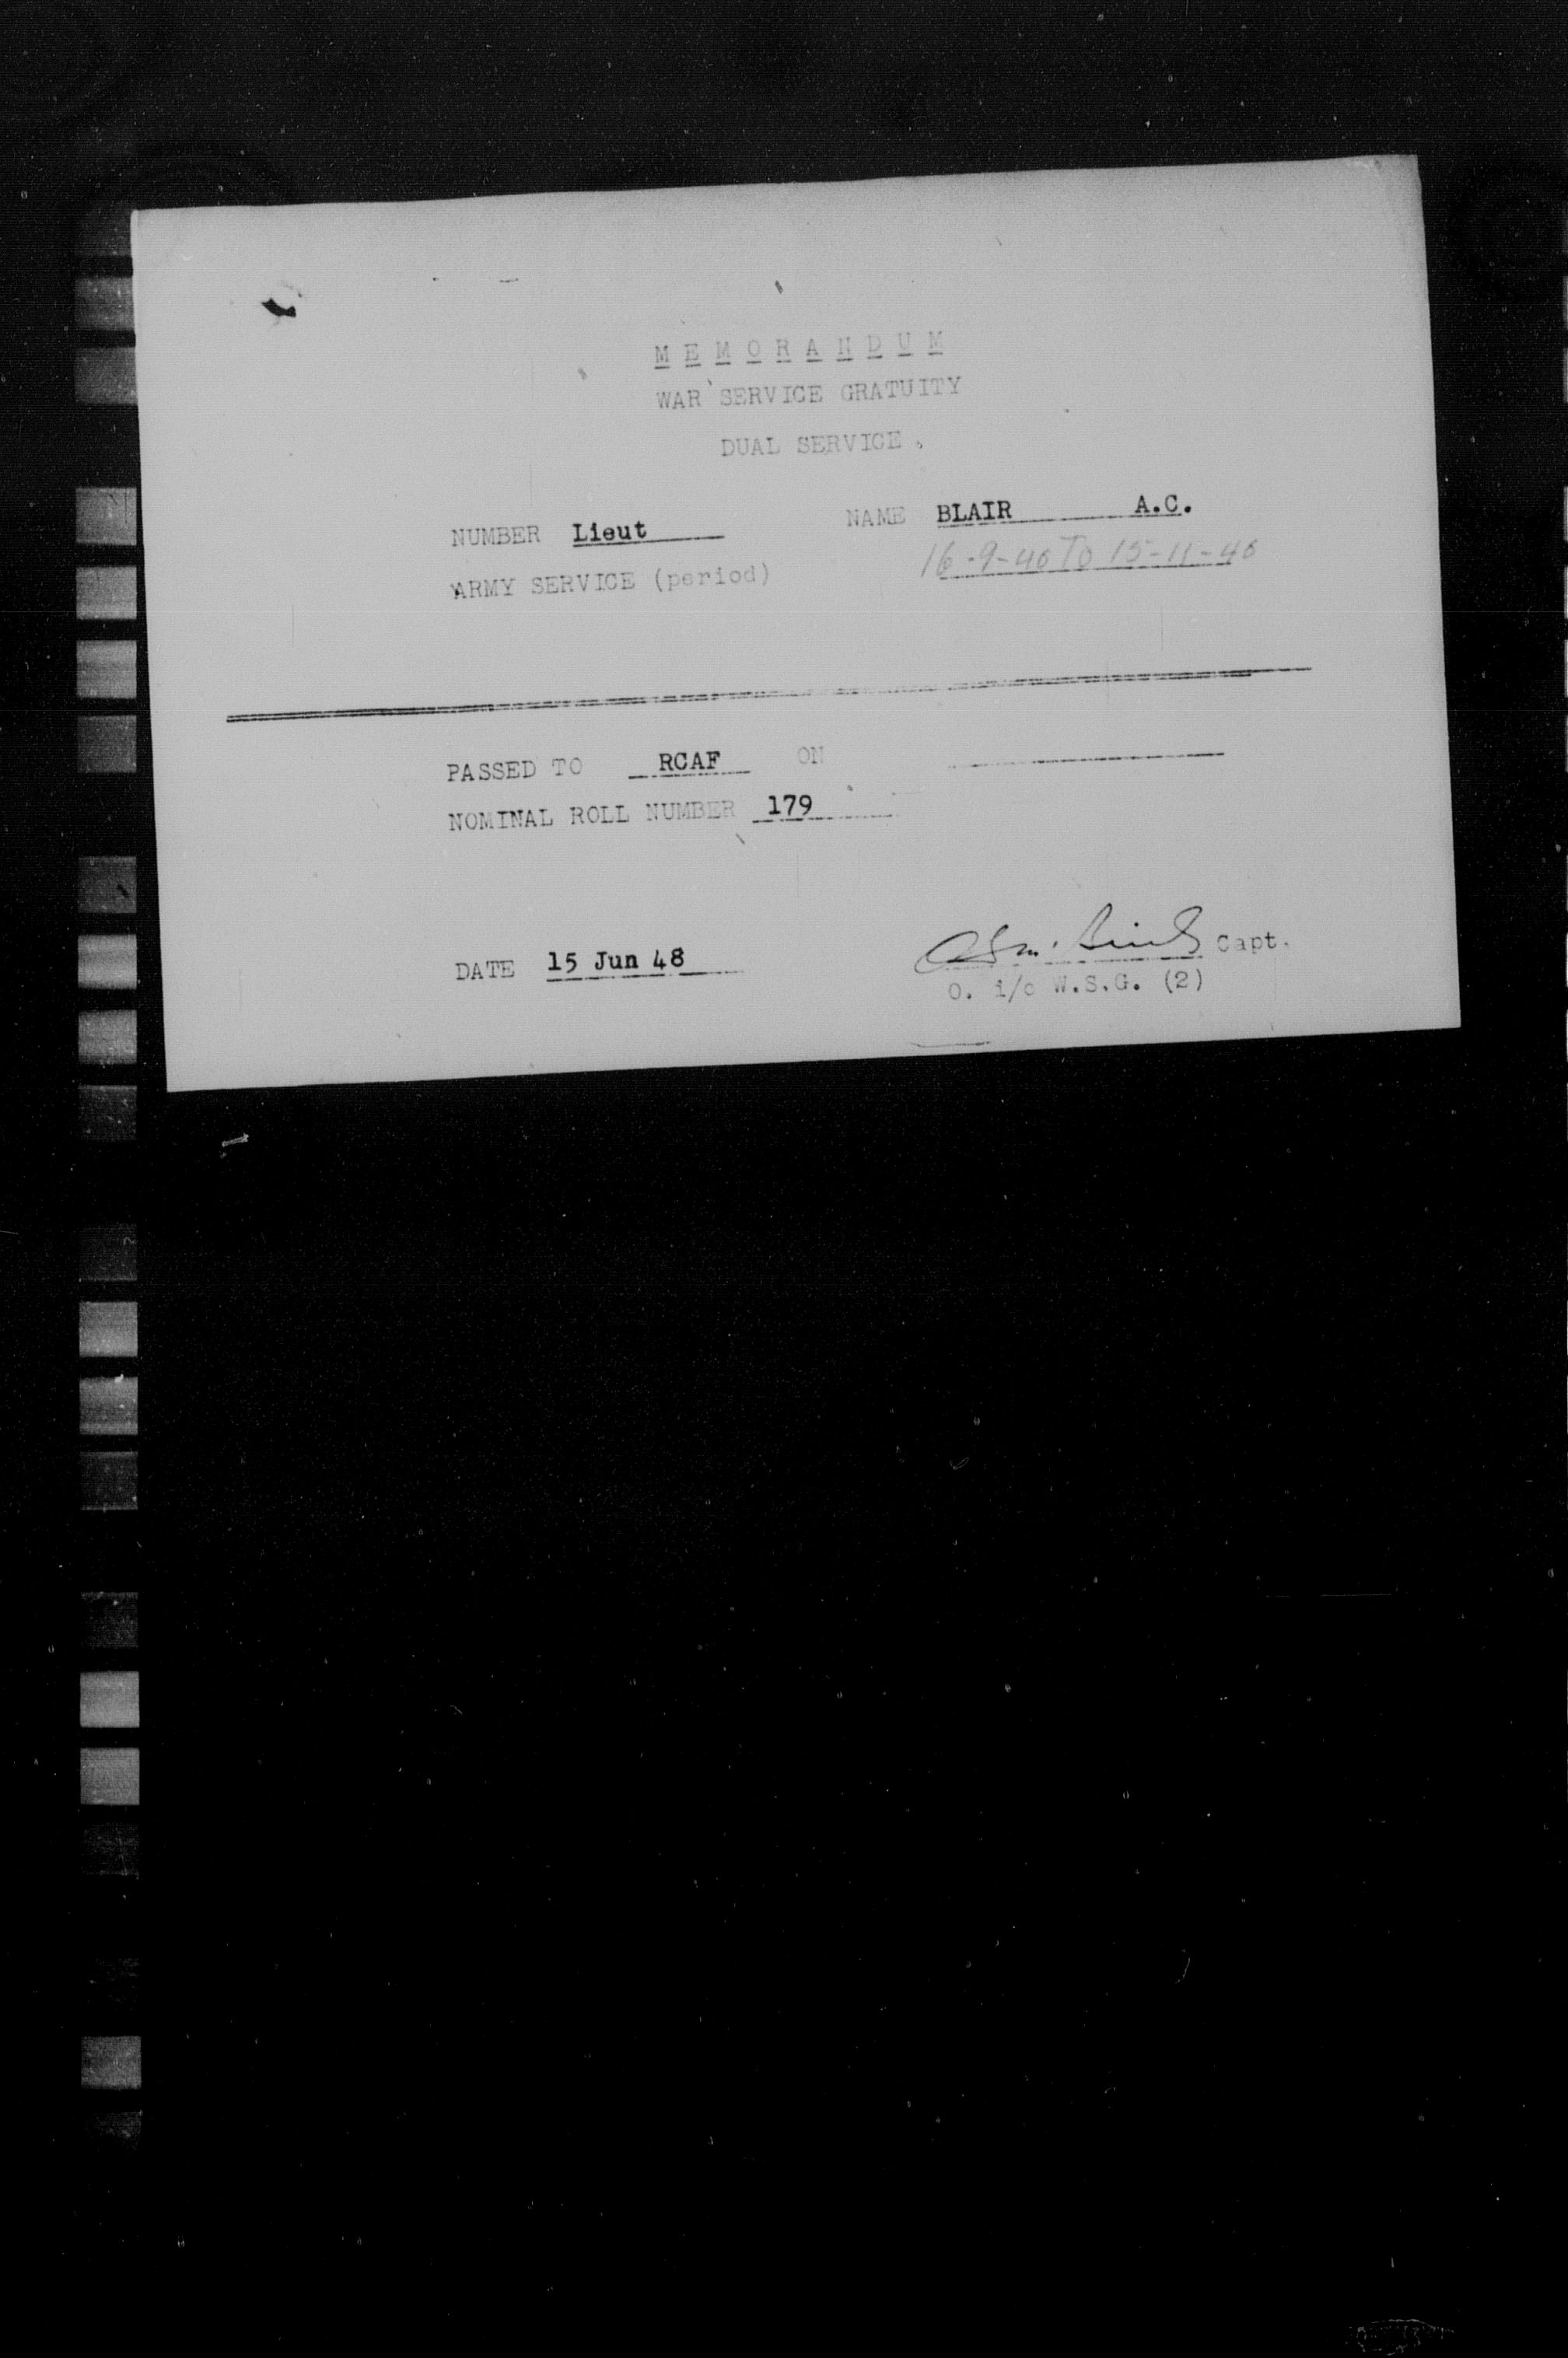 MEMORANDUM
WAR SERVICE GRATUITY
DUAL SERVICE.
NUMBER Lieut NAME BLAIR A.C.
ARMY SERVICE (period) 16-9-40 TO 15-11-40
PASSED TO RCAF ON
NOMINAL ROLL NUMBER 179
DATE 15 Jun 48 Capt.
O. i/c W.S.G. (2)